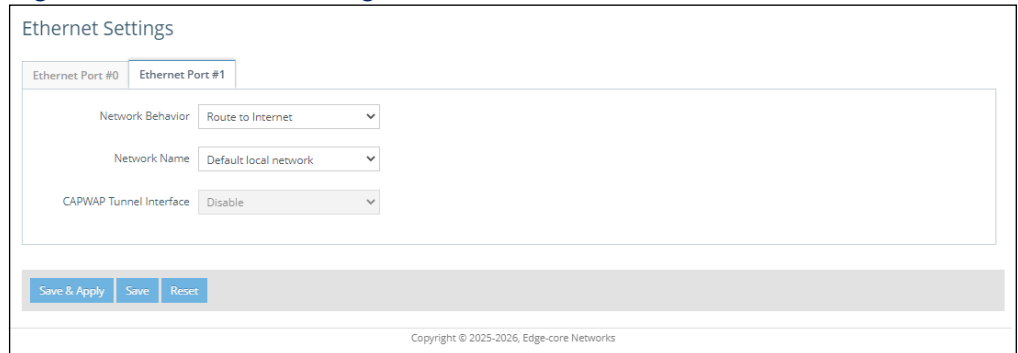 Ethernet Settings
Ethernet Port #0 Ethernet Port #1
Network Behavior Route to Internet
Network Name Default local network
CAPWAP Tunnel Interface Disable
Save & Apply Save Reset
Copyright © 2025-2026, Edge-core Networks